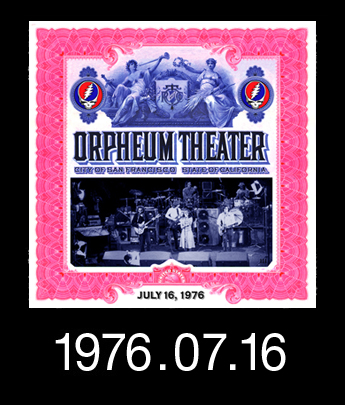 ORPHEUM THEATER
CITY OF SAN FRANCISCO STATE OF CALIFORNIA
JULY 16, 1976
1976.07.16